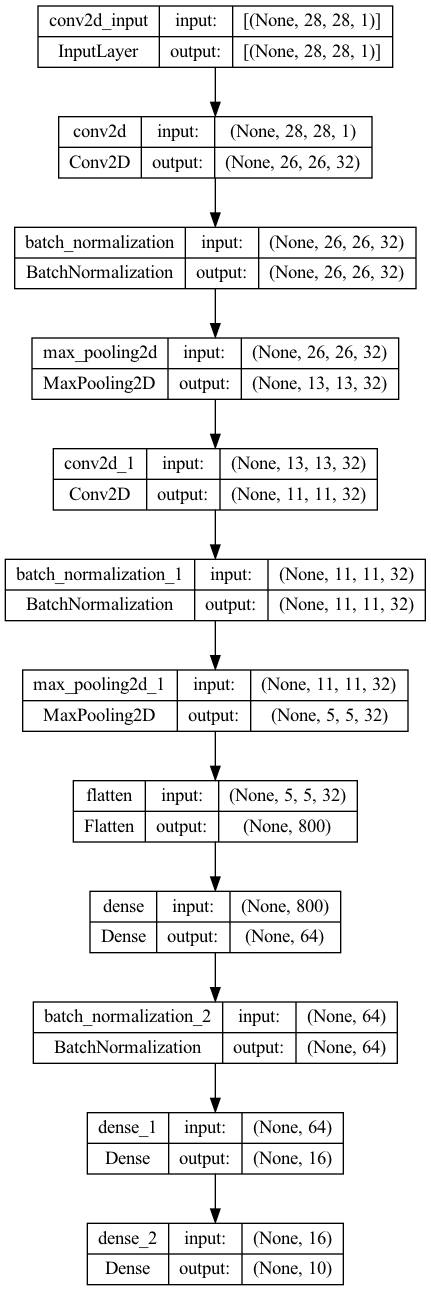 conv2d_input input: [(None, 28, 28, 1)]
InputLayer output: [(None, 28, 28, 1)]
conv2d input: (None, 28, 28, 1)
Conv2D output: (None, 26, 26, 32)
batch_normalization input: (None, 26, 26, 32)
BatchNormalization output: (None, 26, 26, 32)
max_pooling2d input: (None, 26, 26, 32)
MaxPooling2D output: (None, 13, 13, 32)
conv2d_1 input: (None, 13, 13, 32)
Conv2D output: (None, 11, 11, 32)
batch_normalization_1 input: (None, 11, 11, 32)
BatchNormalization output: (None, 11, 11, 32)
max_pooling2d_1 input: (None, 11, 11, 32)
MaxPooling2D output: (None, 5, 5, 32)
flatten input: (None, 5, 5, 32)
Flatten output: (None, 800)
dense input: (None, 800)
Dense output: (None, 64)
batch_normalization_2 input: (None, 64)
BatchNormalization output: (None, 64)
dense_1 input: (None, 64)
Dense output: (None, 16)
dense_2 input: (None, 16)
Dense output: (None, 10)